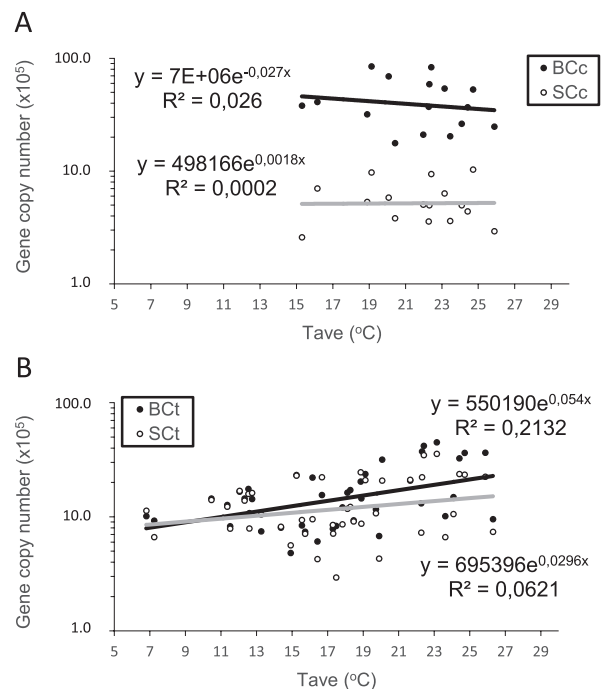 A
Gene copy number (x10⁵)
100.0
10.0
1.0
y = 7E+06e⁻⁰,⁰²⁷ˣ
R² = 0,026
y = 498166e⁰,⁰⁰¹⁸ˣ
R² = 0,0002
BCc
SCc
5 7 9 11 13 15 17 19 21 23 25 27 29
Tave (°C)
B
Gene copy number (x10⁵)
100.0
10.0
1.0
BCt
SCt
y = 550190e⁰,⁰⁵⁴ˣ
R² = 0,2132
y = 695396e⁰,⁰²⁹⁶ˣ
R² = 0,0621
5 7 9 11 13 15 17 19 21 23 25 27 29
Tave (°C)